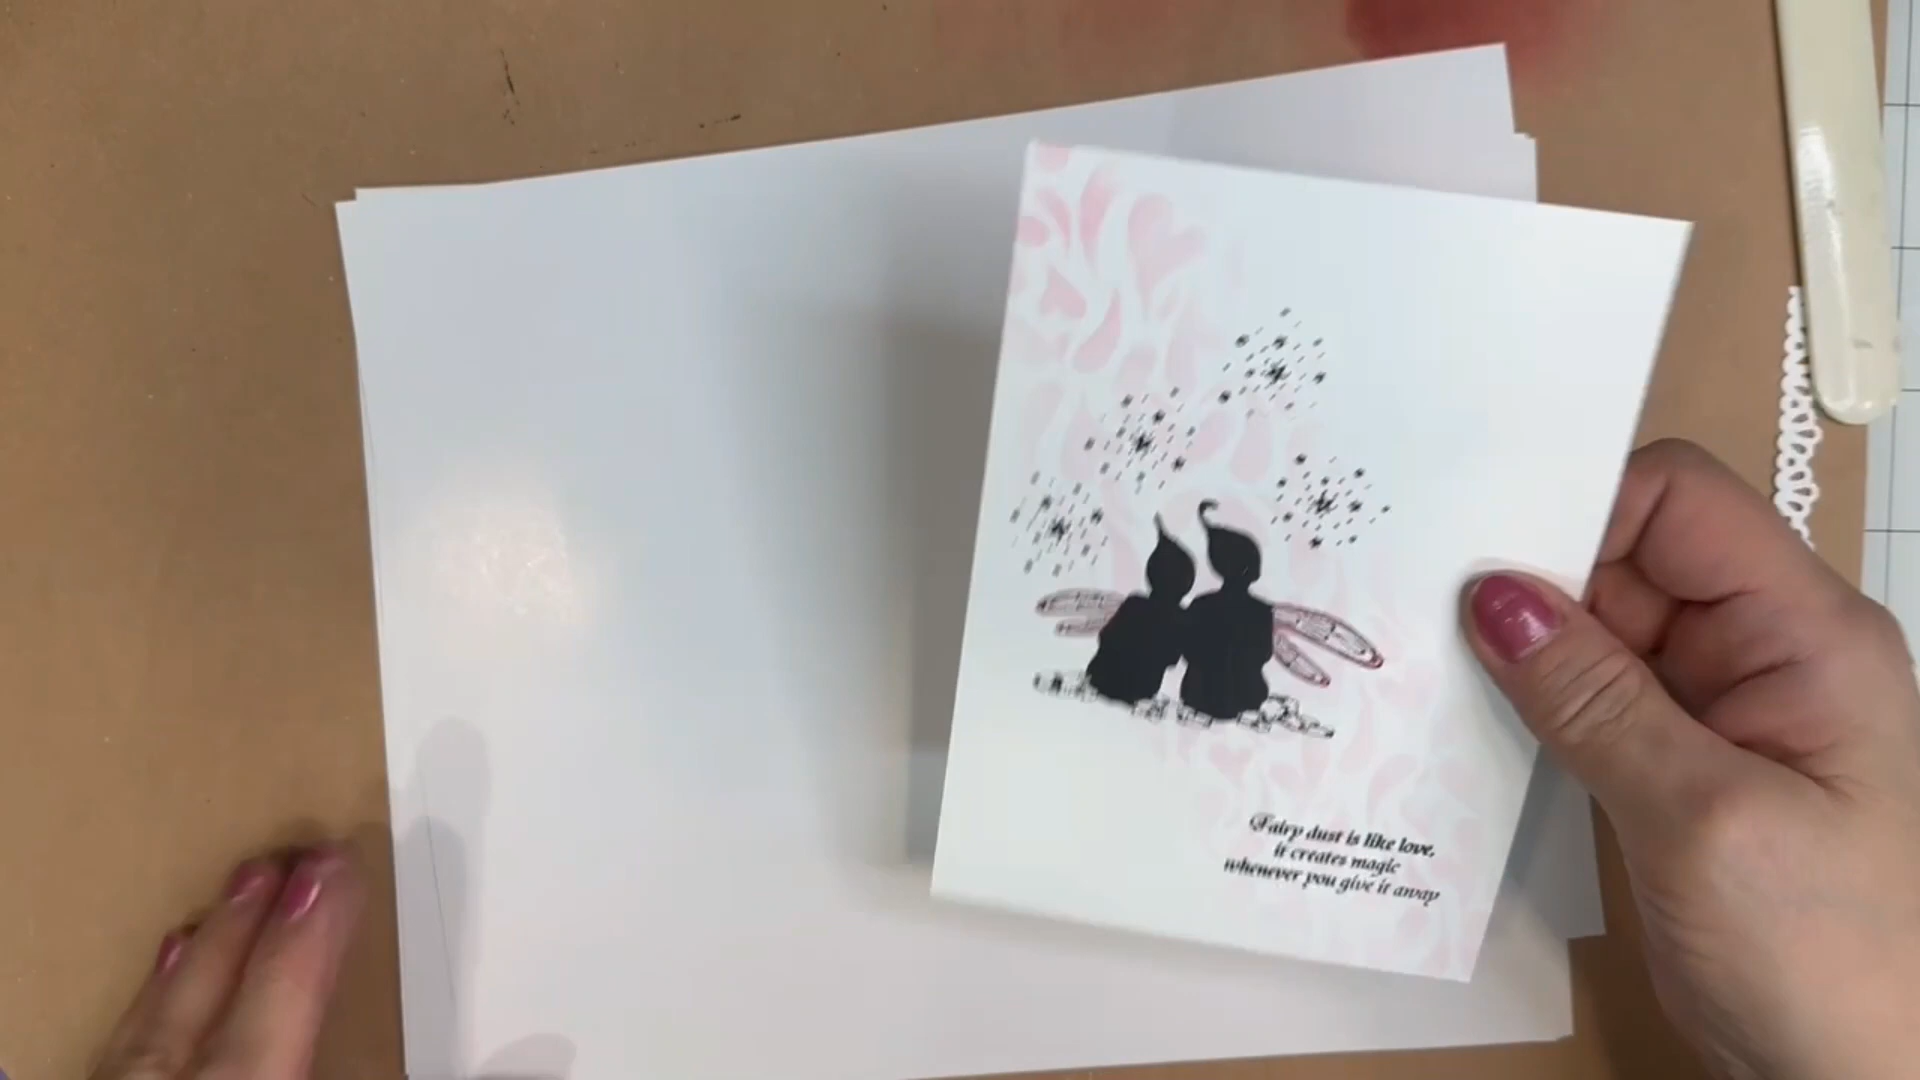 Fairy dust is like love,
it creates magic
whenever you give it away